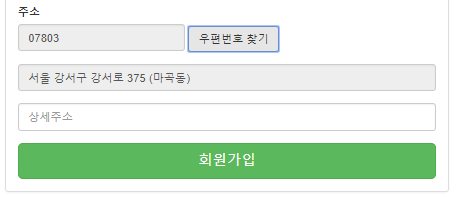 주소
07803 우편번호 찾기
서울 강서구 강서로 375 (마곡동)
상세주소
회원가입